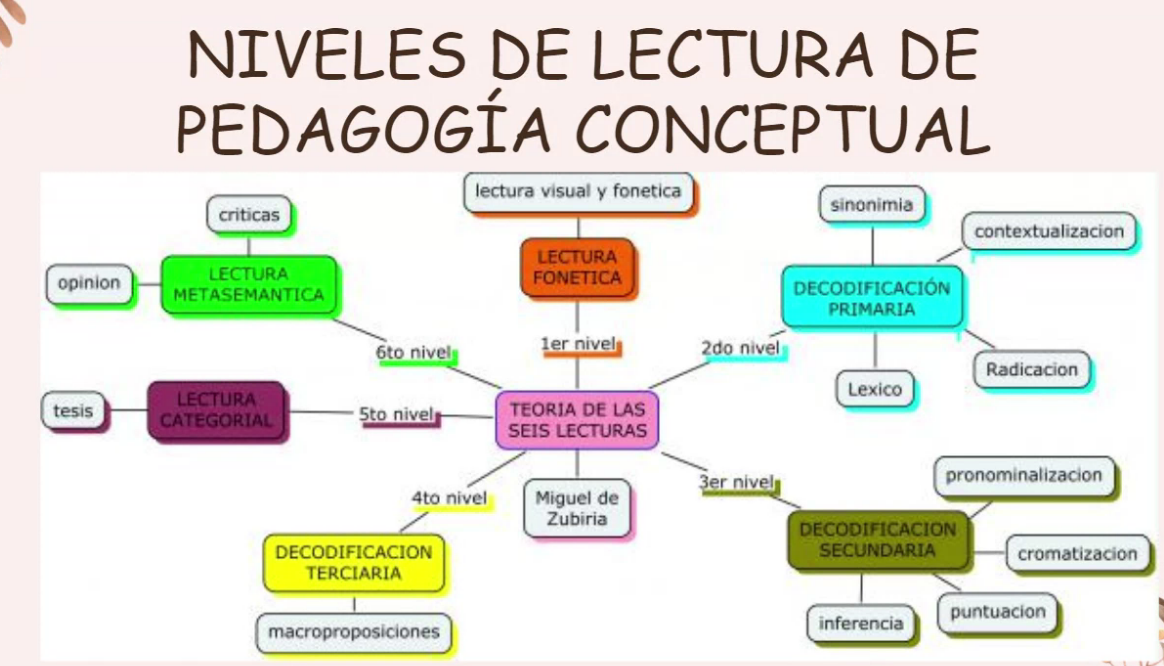 NIVELES DE LECTURA DE
PEDAGOGÍA CONCEPTUAL
lectura visual y fonetica
LECTURA
FONETICA
1er nivel
criticas
opinion
LECTURA
METASEMANTICA
6to nivel
sinonimia
contextualizacion
DECODIFICACIÓN
PRIMARIA
2do nivel
Lexico
Radicacion
tesis
LECTURA
CATEGORIAL
5to nivel
TEORIA DE LAS
SEIS LECTURAS
Miguel de
Zubiria
4to nivel
DECODIFICACION
TERCIARIA
macroproposiciones
3er nivel
DECODIFICACION
SECUNDARIA
pronominalizacion
cromatizacion
puntuacion
inferencia